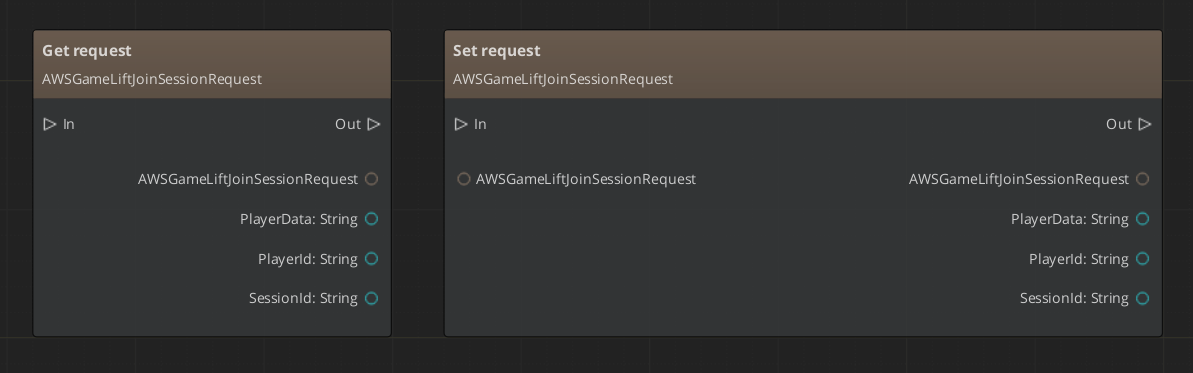 Get request
AWSGameLiftJoinSessionRequest
In
Out
AWSGameLiftJoinSessionRequest
PlayerData: String
PlayerId: String
SessionId: String
Set request
AWSGameLiftJoinSessionRequest
In
Out
AWSGameLiftJoinSessionRequest
AWSGameLiftJoinSessionRequest
PlayerData: String
PlayerId: String
SessionId: String